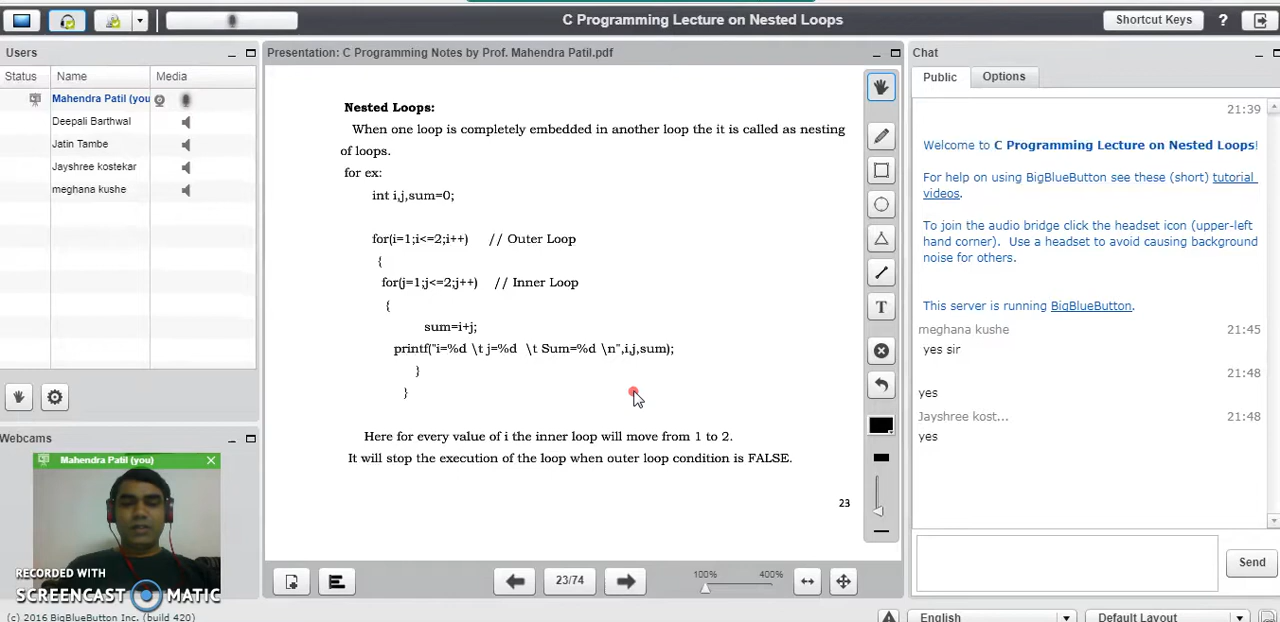 C Programming Lecture on Nested Loops
Shortcut Keys
?
Users
Status Name Media
Mahendra Patil (you)
Deepali Barthwal
Jatin Tambe
Jayshree kostekar
meghana kushe
Webcams
Mahendra Patil (you)
RECORDED WITH
SCREENCAST MATIC
(c) 2016 BigBlueButton Inc. (build 420)
Presentation: C Programming Notes by Prof. Mahendra Patil.pdf
Nested Loops:
When one loop is completely embedded in another loop the it is called as nesting
of loops.
for ex:
int i,j,sum=0;
for(i=1;i<=2;i++) // Outer Loop
{
for(j=1;j<=2;j++) // Inner Loop
{
sum=i+j;
printf("i=%d \t j=%d \t Sum=%d \n",i,j,sum);
}
}
Here for every value of i the inner loop will move from 1 to 2.
It will stop the execution of the loop when outer loop condition is FALSE.
23
T
23/74
100% 400%
Chat
Public Options
21:39
Welcome to C Programming Lecture on Nested Loops!
For help on using BigBlueButton see these (short) tutorial
videos.
To join the audio bridge click the headset icon (upper-left
hand corner). Use a headset to avoid causing background
noise for others.
This server is running BigBlueButton.
meghana kushe 21:45
yes sir
21:48
yes
Jayshree kost... 21:48
yes
Send
English
Default Layout